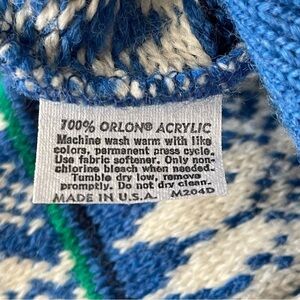 100% ORLON® ACRYLIC
Machine wash warm with like
colors, permanent press cycle.
Use fabric softener. Only non-
chlorine bleach when needed.
Tumble dry low, remove
promptly. Do not dry clean.
MADE IN U.S.A. M204D